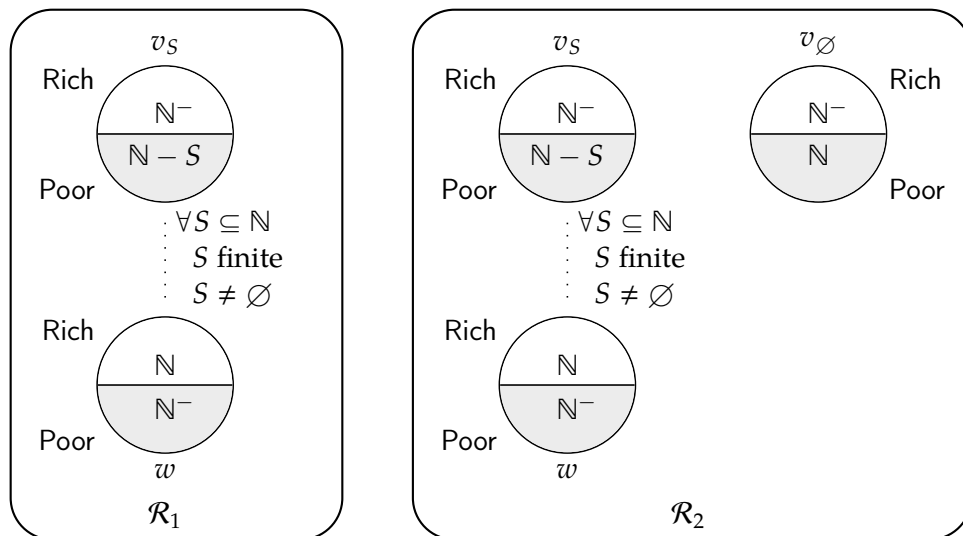 v_S
Rich
ℕ⁻
ℕ − S
Poor
∀S ⊆ ℕ
S finite
S ≠ ∅
Rich
ℕ
ℕ⁻
Poor
w
ℛ₁
v_S
Rich
ℕ⁻
ℕ − S
Poor
∀S ⊆ ℕ
S finite
S ≠ ∅
Rich
ℕ
ℕ⁻
Poor
w
v_∅
Rich
ℕ⁻
ℕ
Poor
ℛ₂